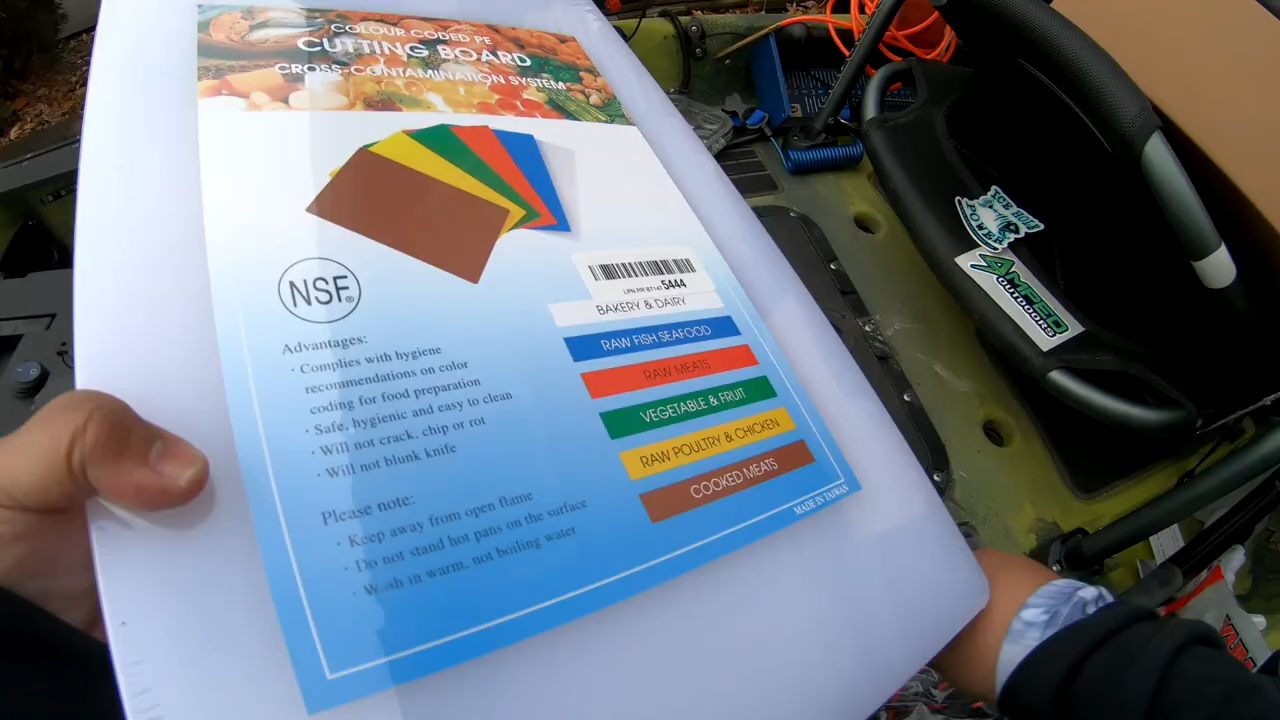 COLOUR CODED PE
CUTTING BOARD
CROSS-CONTAMINATION SYSTEM
NSF®
5444
BAKERY & DAIRY
RAW FISH SEAFOOD
RAW MEATS
VEGETABLE & FRUIT
RAW POULTRY & CHICKEN
COOKED MEATS
MADE IN TAIWAN
Advantages:
· Complies with hygiene
recommendations on color
coding for food preparation
· Safe, hygienic and easy to clean
· Will not crack, chip or rot
· Will not blunk knife
Please note:
· Keep away from open flame
· Do not stand hot pans on the surface
· Wash in warm, not boiling water
ICE HOLE
POWER
AMPED
OUTDOORS